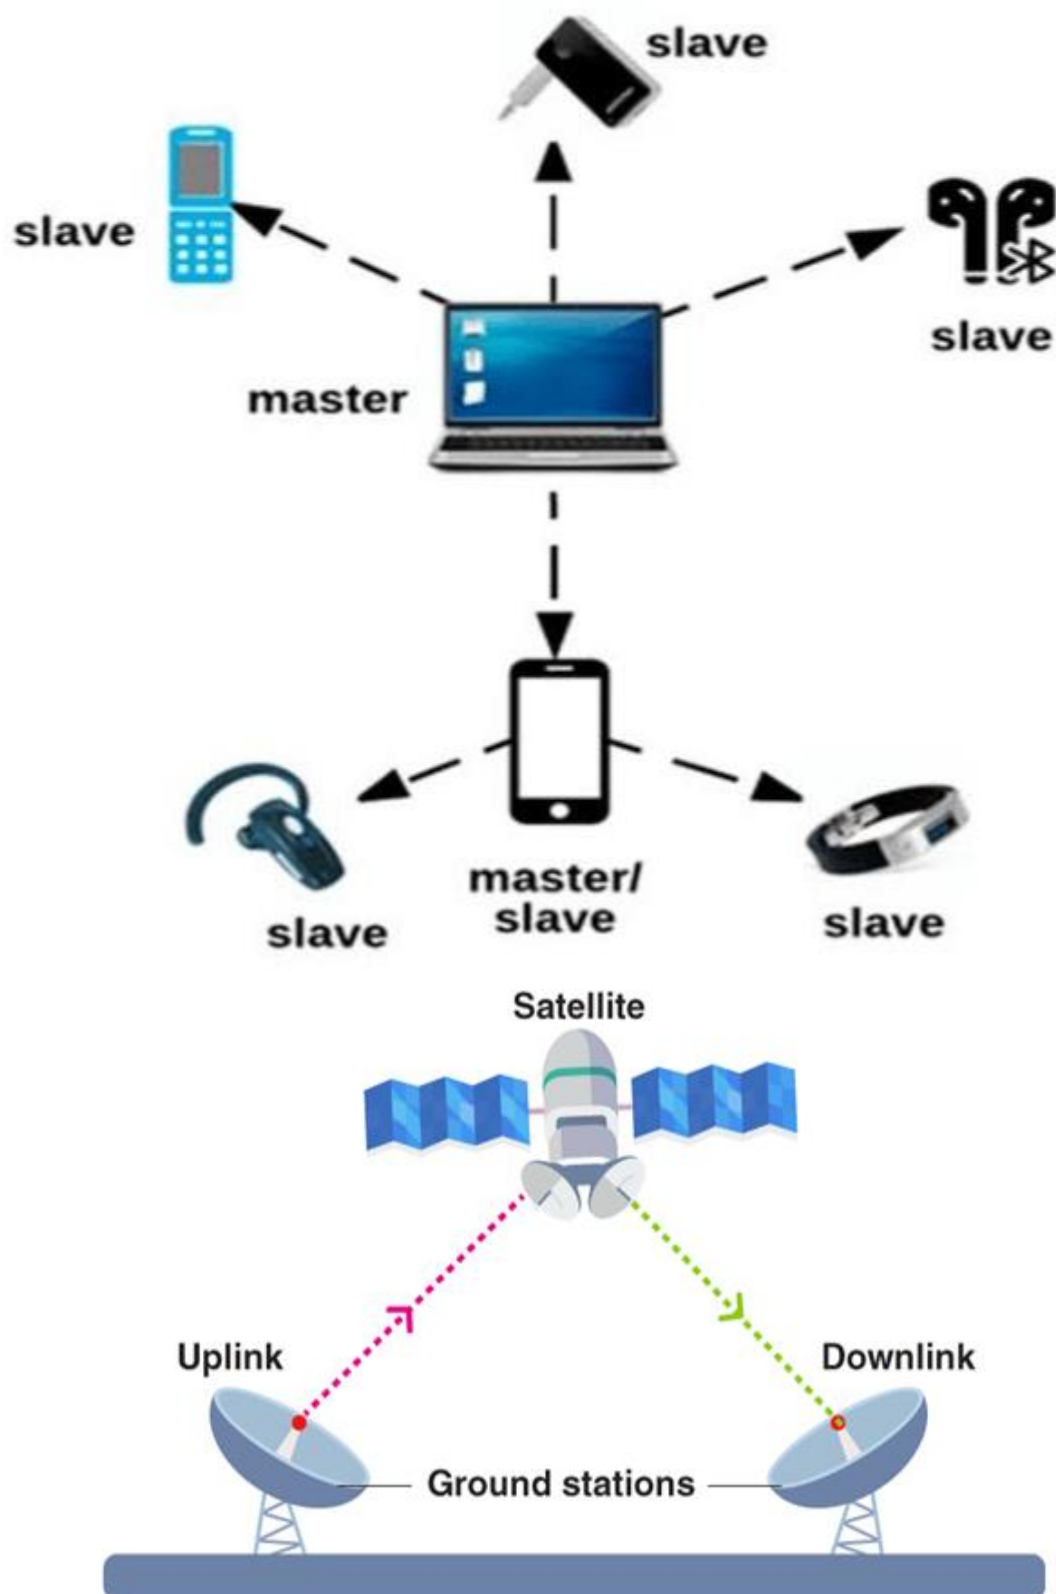 slave
slave
slave
master
master/
slave
slave
slave
Satellite
Uplink
Downlink
Ground stations